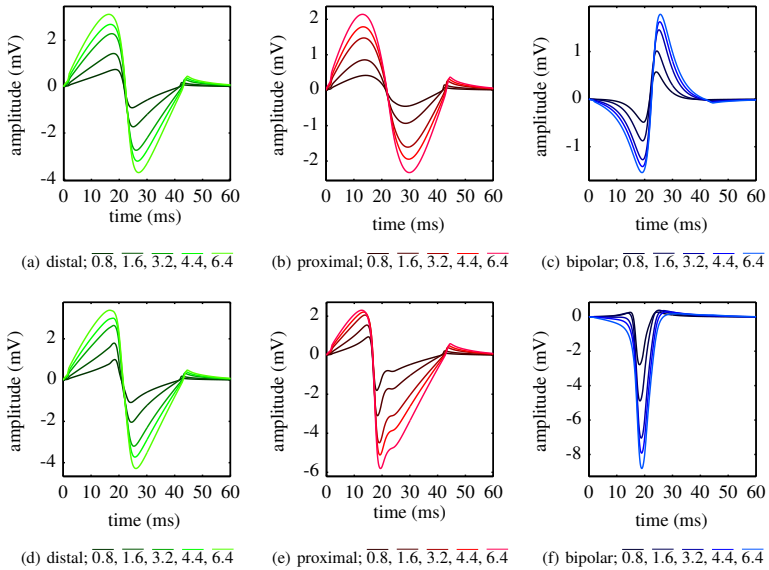 amplitude (mV)
2
0
-2
-4
0 10 20 30 40 50 60
time (ms)
(a) distal; 0.8, 1.6, 3.2, 4.4, 6.4
amplitude (mV)
2
1
0
-1
-2
0 10 20 30 40 50 60
time (ms)
(b) proximal; 0.8, 1.6, 3.2, 4.4, 6.4
amplitude (mV)
1
0
-1
0 10 20 30 40 50 60
time (ms)
(c) bipolar; 0.8, 1.6, 3.2, 4.4, 6.4
amplitude (mV)
2
0
-2
-4
0 10 20 30 40 50 60
time (ms)
(d) distal; 0.8, 1.6, 3.2, 4.4, 6.4
amplitude (mV)
2
0
-2
-4
-6
0 10 20 30 40 50 60
time (ms)
(e) proximal; 0.8, 1.6, 3.2, 4.4, 6.4
amplitude (mV)
0
-2
-4
-6
-8
0 10 20 30 40 50 60
time (ms)
(f) bipolar; 0.8, 1.6, 3.2, 4.4, 6.4